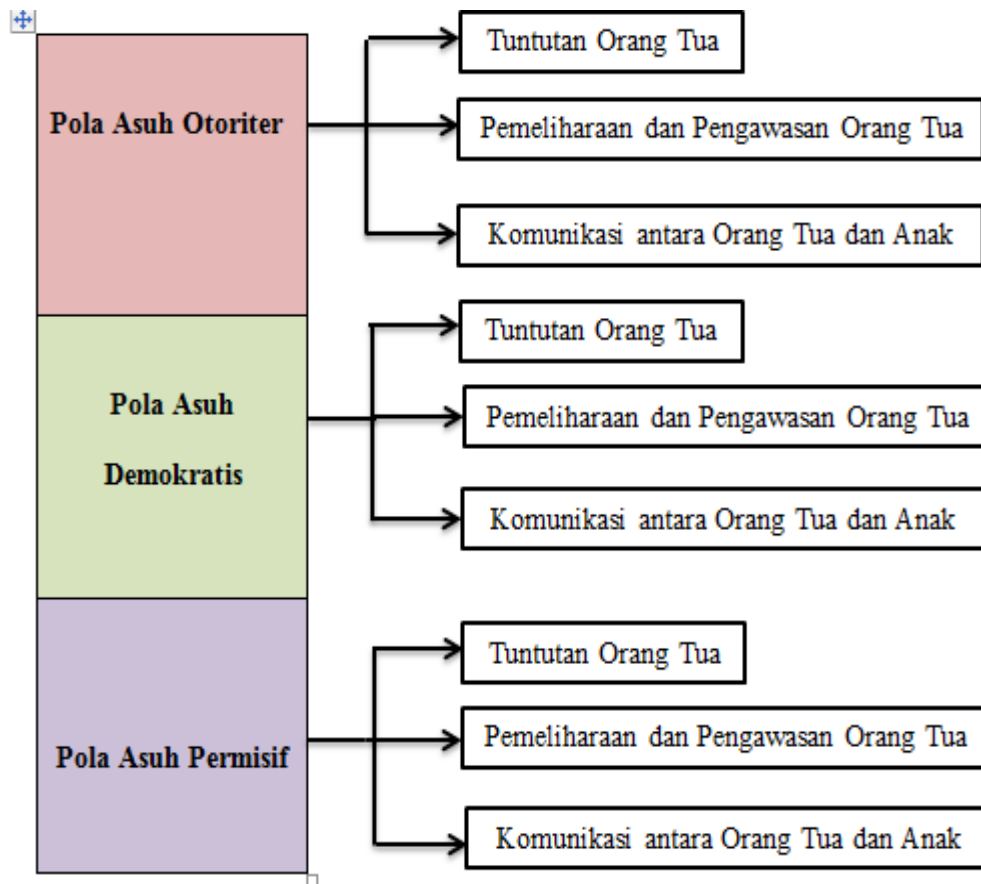 Pola Asuh Otoriter
Tuntutan Orang Tua
Pemeliharaan dan Pengawasan Orang Tua
Komunikasi antara Orang Tua dan Anak
Pola Asuh
Demokratis
Tuntutan Orang Tua
Pemeliharaan dan Pengawasan Orang Tua
Komunikasi antara Orang Tua dan Anak
Pola Asuh Permisif
Tuntutan Orang Tua
Pemeliharaan dan Pengawasan Orang Tua
Komunikasi antara Orang Tua dan Anak